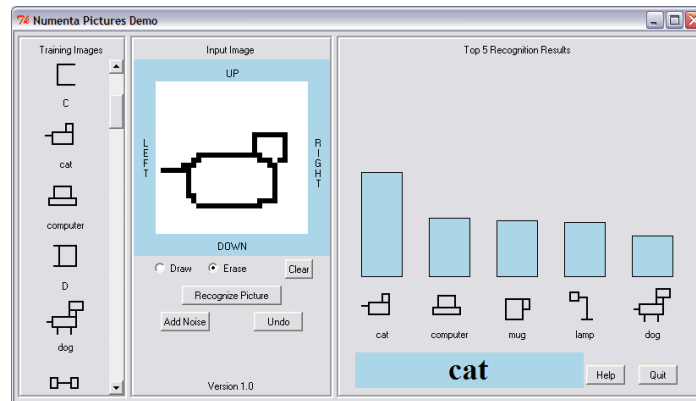 Numenta Pictures Demo
Training Images
C
cat
computer
D
dog
Input Image
UP
LEFT
RIGHT
DOWN
Draw
Erase
Clear
Recognize Picture
Add Noise
Undo
Version 1.0
Top 5 Recognition Results
cat
computer
mug
lamp
dog
cat
Help
Quit